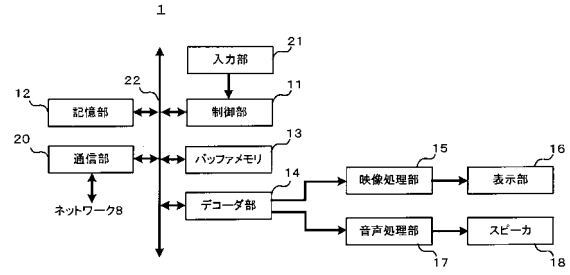 1
21
入力部
22
11
12
記憶部
制御部
20
13
通信部
バッファメモリ
14
15
16
ネットワーク8
デコーダ部
映像処理部
表示部
音声処理部
スピーカ
17
18